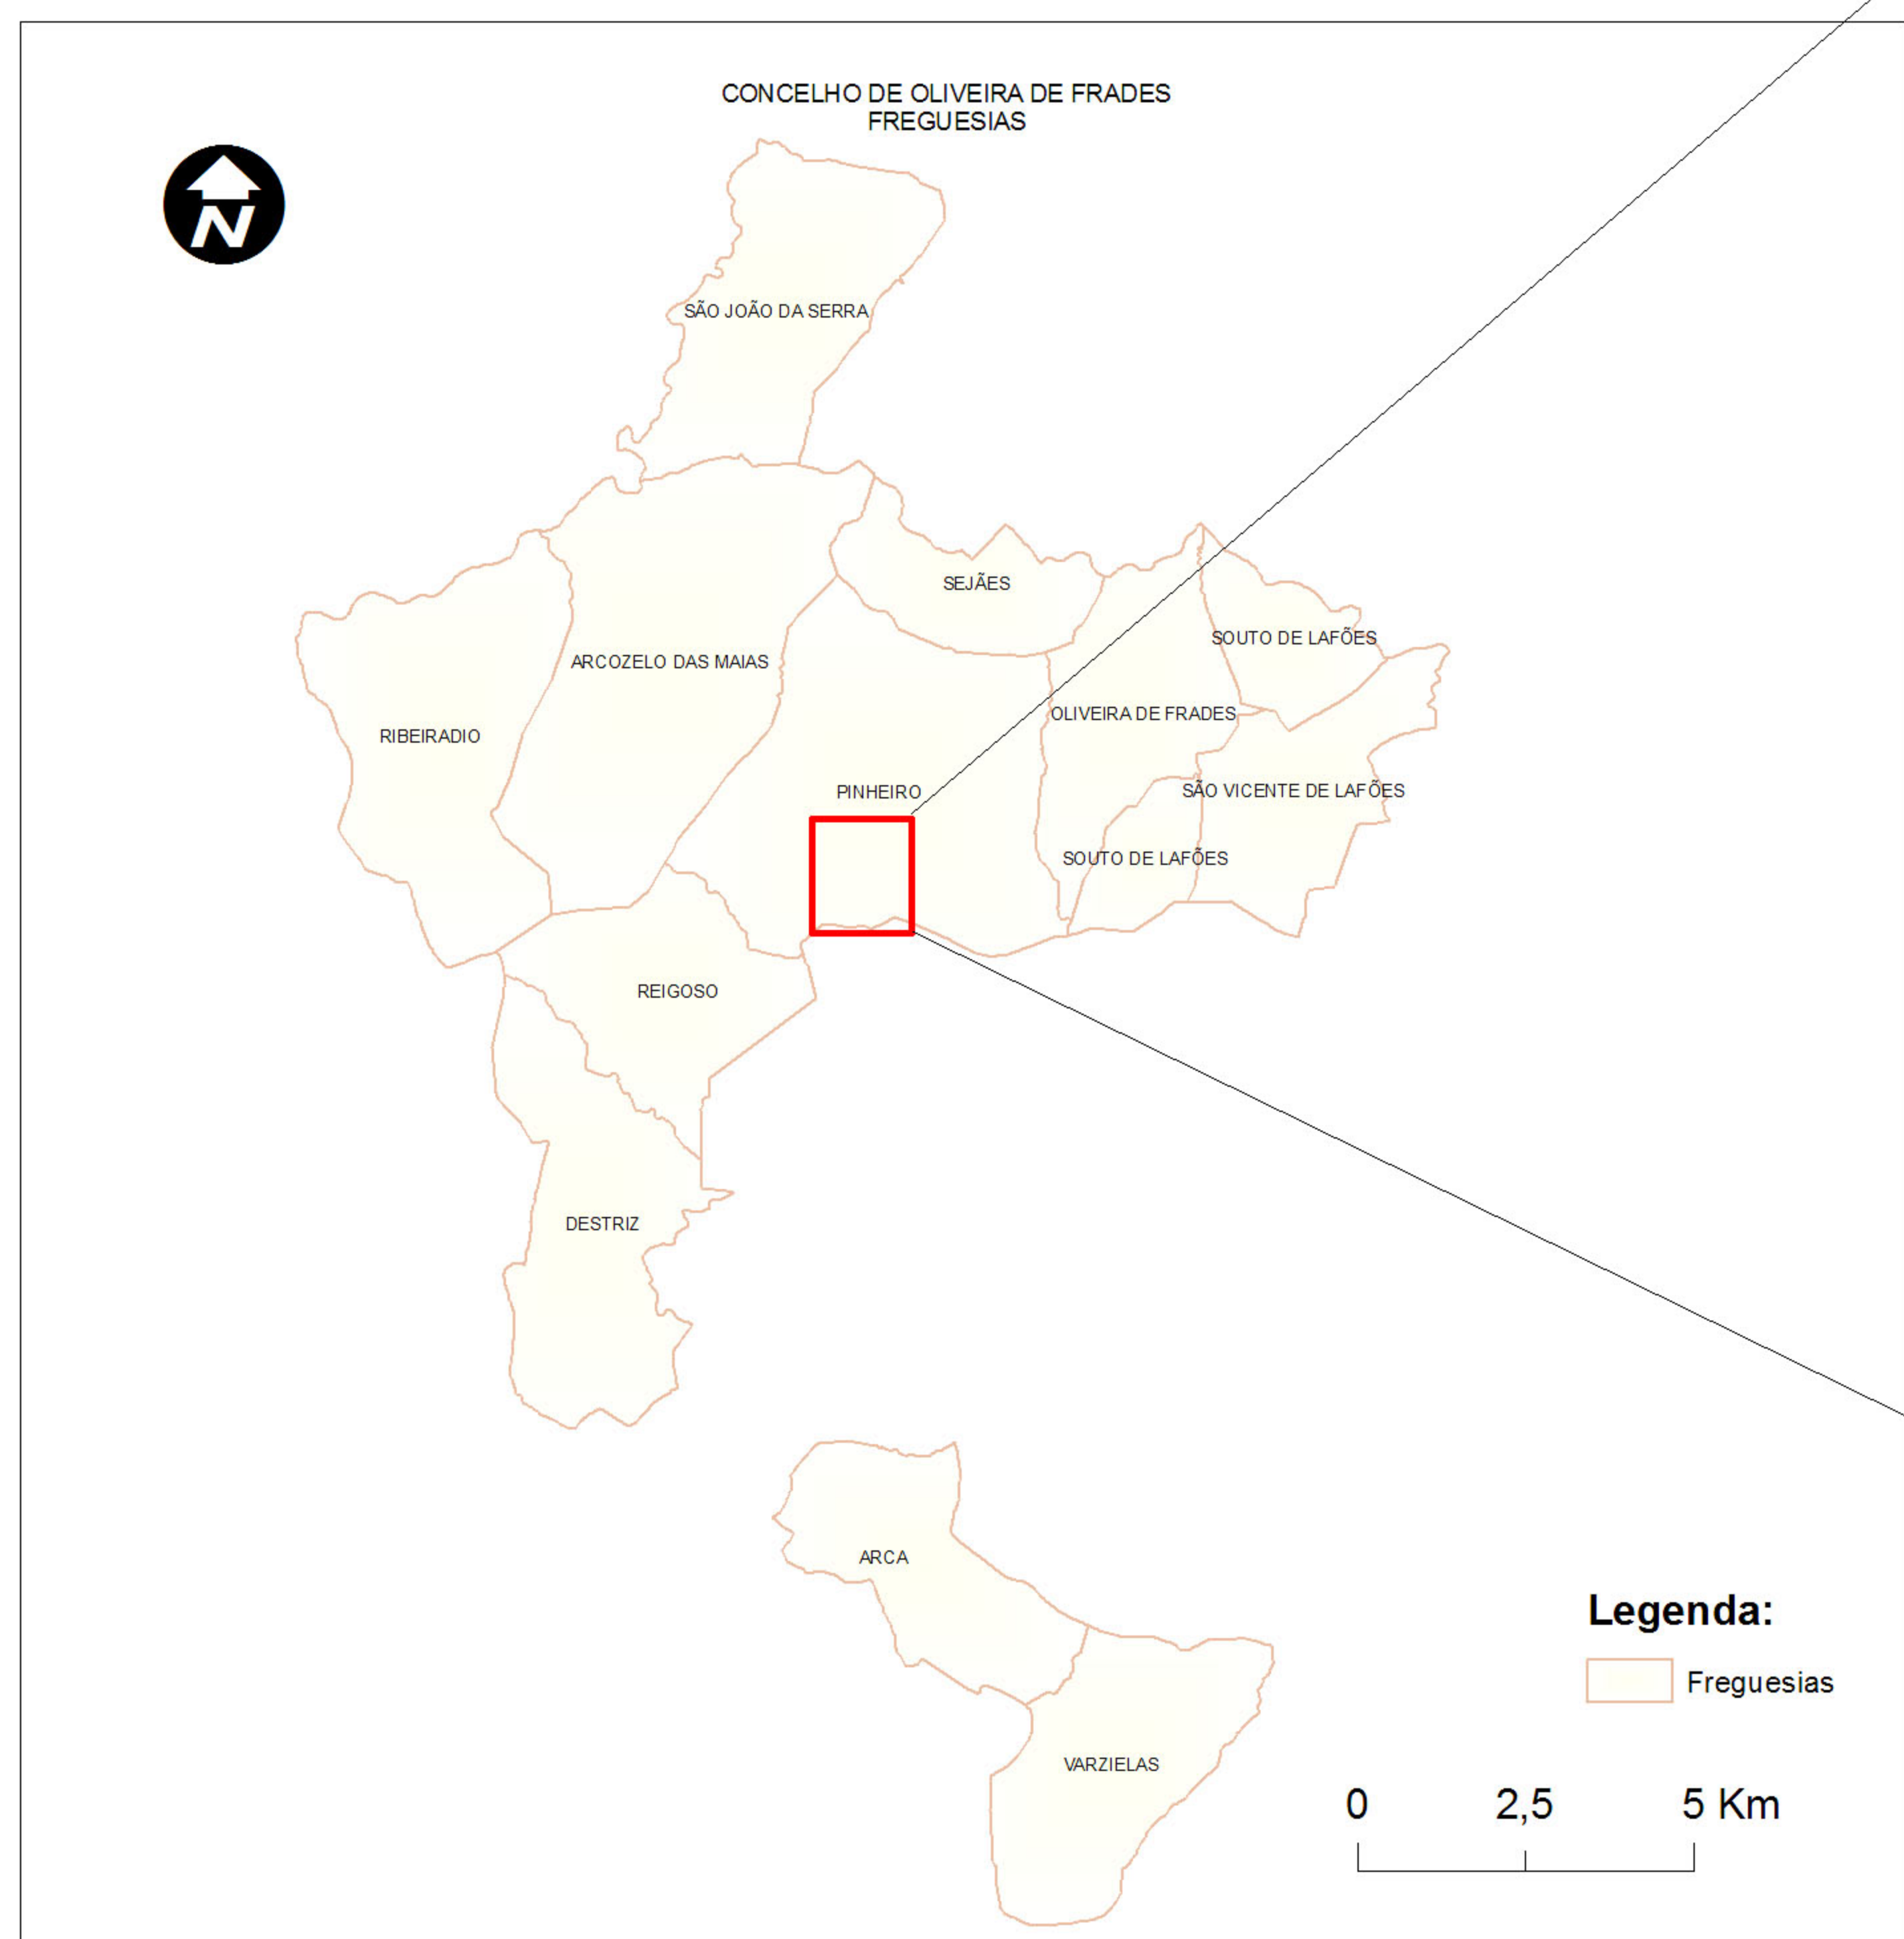 CONCELHO DE OLIVEIRA DE FRADES
FREGUESIAS
N
SÃO JOÃO DA SERRA
SEJÃES
SOUTO DE LAFÕES
ARCOZELO DAS MAIAS
OLIVEIRA DE FRADES
RIBEIRADIO
PINHEIRO
SÃO VICENTE DE LAFÕES
SOUTO DE LAFÕES
REIGOSO
DESTRIZ
ARCA
Legenda:
Freguesias
VARZIELAS
0 2,5 5 Km